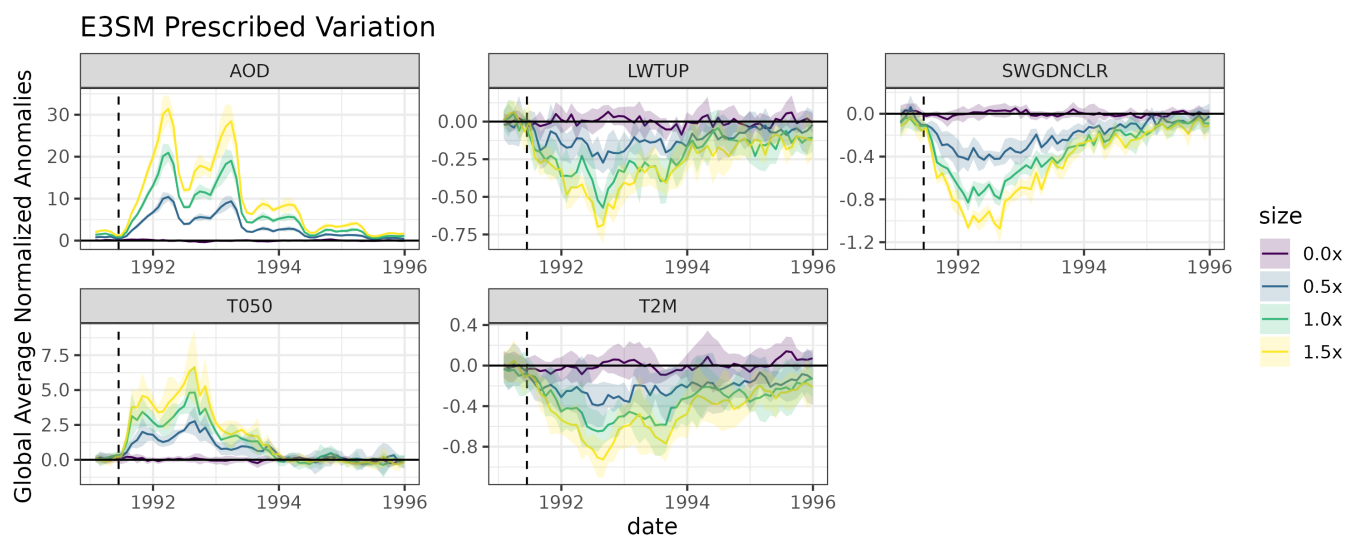 E3SM Prescribed Variation
Global Average Normalized Anomalies
AOD
30
20
10
0
1992 1994 1996
LWTUP
0.00
-0.25
-0.50
-0.75
1992 1994 1996
SWGDNCLR
0.0
-0.4
-0.8
-1.2
1992 1994 1996
T050
7.5
5.0
2.5
0.0
1992 1994 1996
T2M
0.4
0.0
-0.4
-0.8
1992 1994 1996
date
size
0.0x
0.5x
1.0x
1.5x